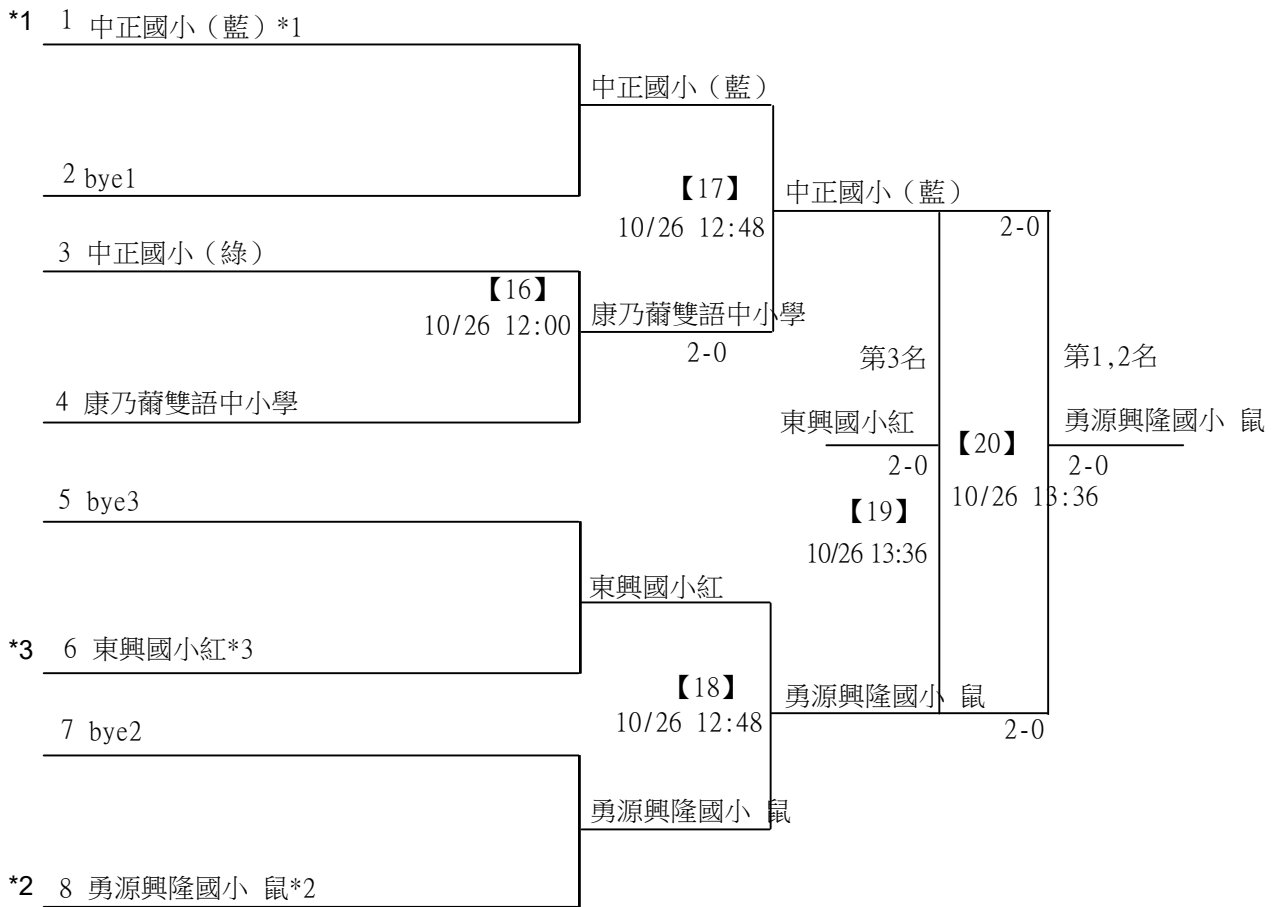 *1 1 中正國小（藍）*1
中正國小（藍）
2 bye1
【17】
中正國小（藍）
10/26 12:48
2-0
3 中正國小（綠）
【16】
10/26 12:00
康乃薾雙語中小學
2-0
第3名
第1,2名
4 康乃薾雙語中小學
東興國小紅
勇源興隆國小 鼠
【20】
2-0
2-0
10/26 13:36
5 bye3
【19】
10/26 13:36
東興國小紅
*3 6 東興國小紅*3
【18】
勇源興隆國小 鼠
10/26 12:48
2-0
7 bye2
勇源興隆國小 鼠
*2 8 勇源興隆國小 鼠*2